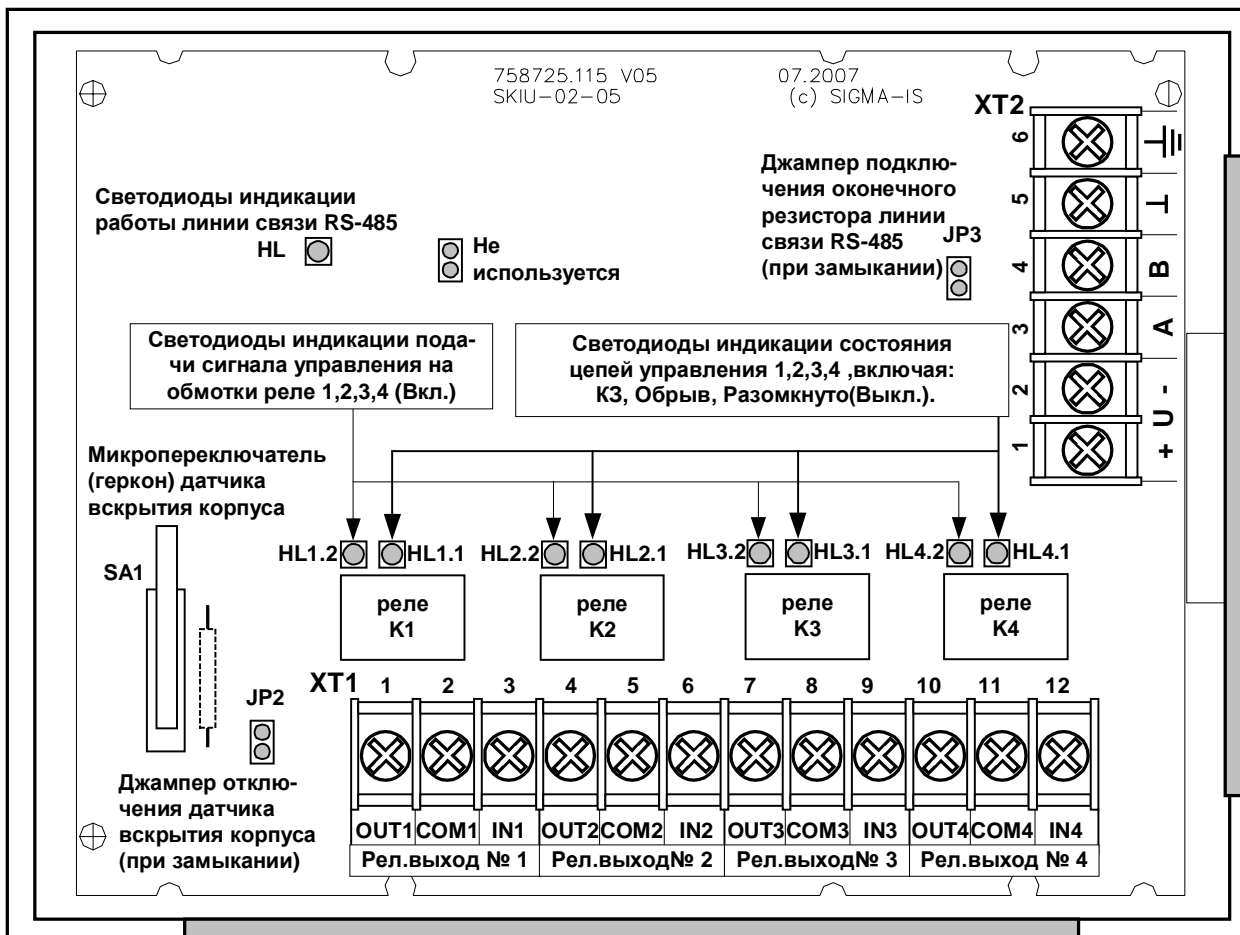 758725.115 V05
SKIU-02-05
07.2007
(c) SIGMA-IS
XT2
6
5
4
3
2
1
B
A
+ U -
Джампер подклю-
чения оконечного
резистора линии
связи RS-485
(при замыкании)
JP3
Светодиоды индикации
работы линии связи RS-485
HL
Не
используется
Светодиоды индикации пода-
чи сигнала управления на
обмотки реле 1,2,3,4 (Вкл.)
Светодиоды индикации состояния
цепей управления 1,2,3,4 ,включая:
КЗ, Обрыв, Разомкнуто(Выкл.).
Микропереключатель
(геркон) датчика
вскрытия корпуса
SA1
HL1.2
HL1.1
HL2.2
HL2.1
HL3.2
HL3.1
HL4.2
HL4.1
реле
K1
реле
K2
реле
K3
реле
K4
JP2
Джампер отклю-
чения датчика
вскрытия корпуса
(при замыкании)
XT1
1 2 3 4 5 6 7 8 9 10 11 12
OUT1 COM1 IN1 OUT2 COM2 IN2 OUT3 COM3 IN3 OUT4 COM4 IN4
Рел.выход № 1 Рел.выход№ 2 Рел.выход№ 3 Рел.выход № 4